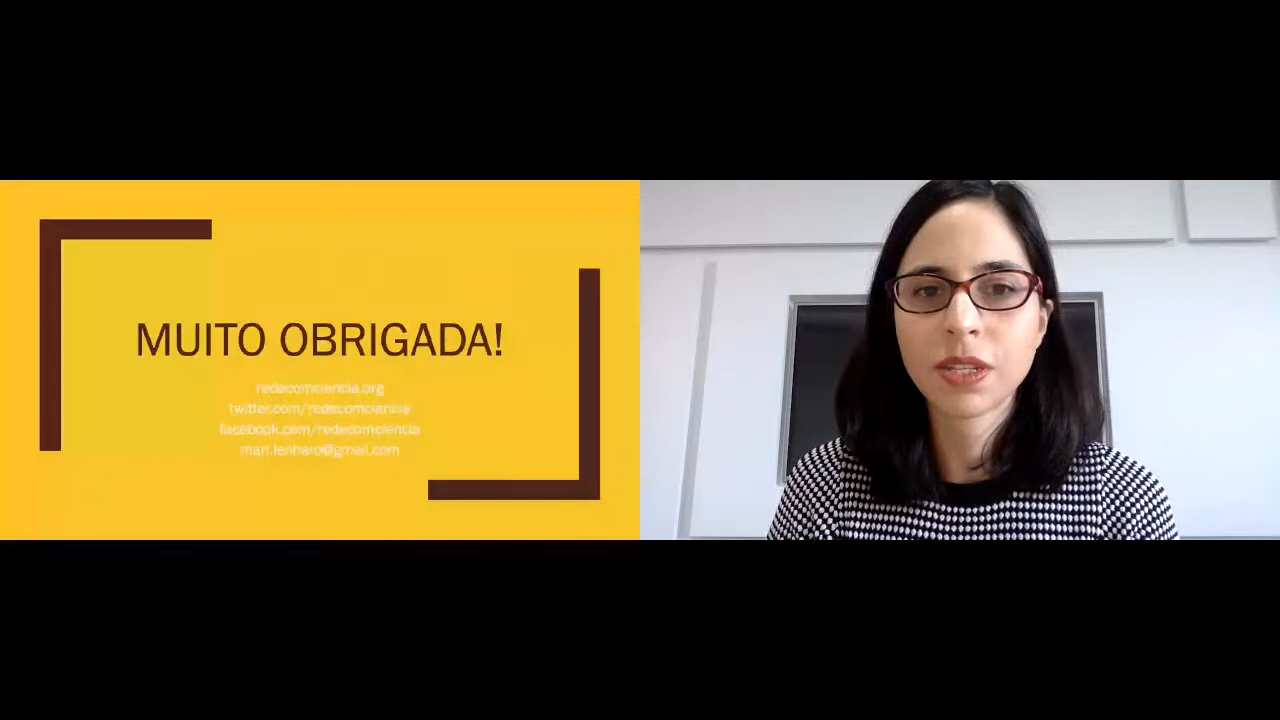 MUITO OBRIGADA!
redecomciencia.org
twitter.com/redecomciencia
facebook.com/redecomciencia
mari.lenharo@gmail.com